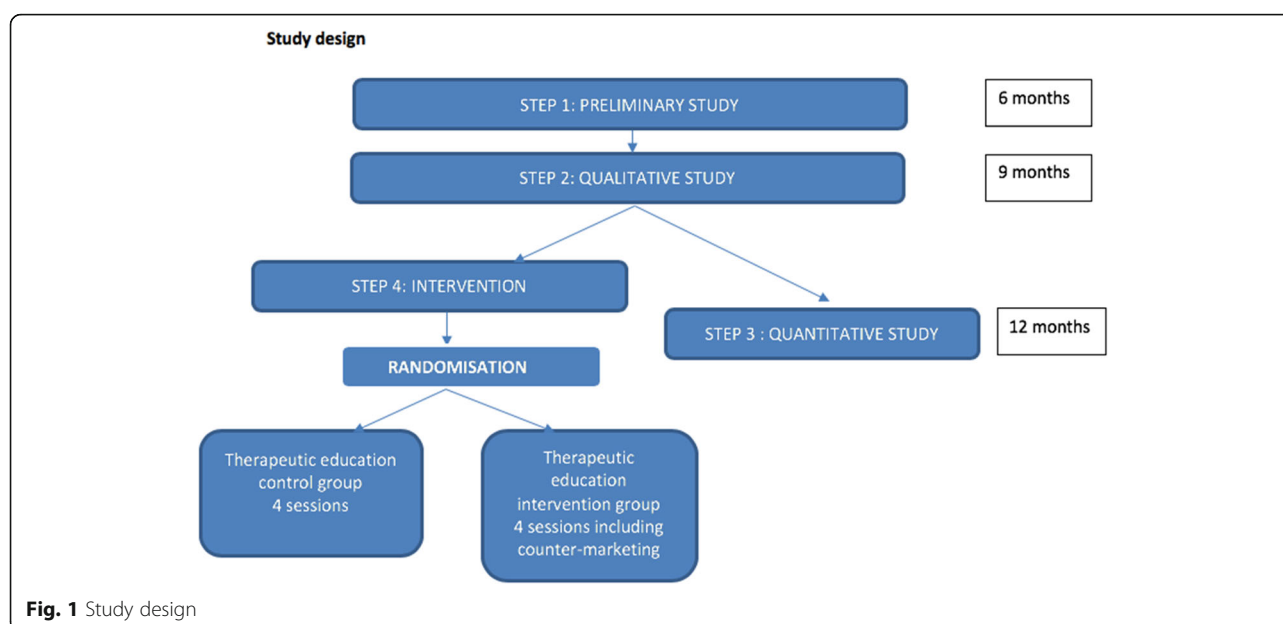 Study design
STEP 1: PRELIMINARY STUDY
6 months
STEP 2: QUALITATIVE STUDY
9 months
STEP 4: INTERVENTION
STEP 3 : QUANTITATIVE STUDY
12 months
RANDOMISATION
Therapeutic education
control group
4 sessions
Therapeutic
education
intervention group
4 sessions including
counter-marketing
Fig. 1 Study design